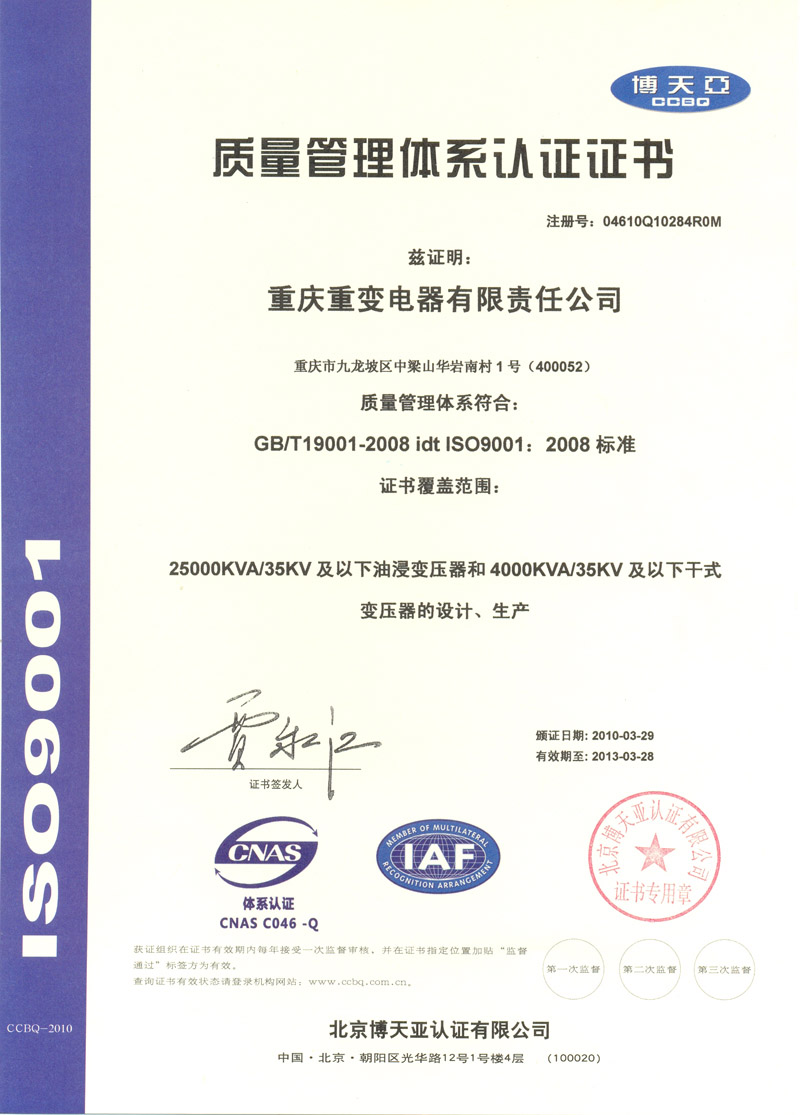 博天亞
CCBQ
质量管理体系认证证书
注册号：04610Q10284R0M
兹证明：
重庆重变电器有限责任公司
重庆市九龙坡区中梁山华岩南村1号（400052）
质量管理体系符合：
GB/T19001-2008 idt ISO9001：2008 标准
证书覆盖范围：
25000KVA/35KV 及以下油浸变压器和 4000KVA/35KV 及以下干式
变压器的设计、生产
颁证日期: 2010-03-29
有效期至: 2013-03-28
证书签发人
CNAS
体系认证
CNAS C046 -Q
MEMBER OF MULTILATERAL
IAF
RECOGNITION ARRANGEMENT
北京博天亚认证有限公司
证书专用章
获证组织在证书有效期内每年接受一次监督审核、并在证书指定位置加贴“监督
通过”标签方为有效。
查询证书有效状态请登录机构网站：www.ccbq.com.cn。
第一次监督
第二次监督
第三次监督
北京博天亚认证有限公司
中国·北京·朝阳区光华路12号1号楼4层 （100020）
ISO9001
CCBQ-2010